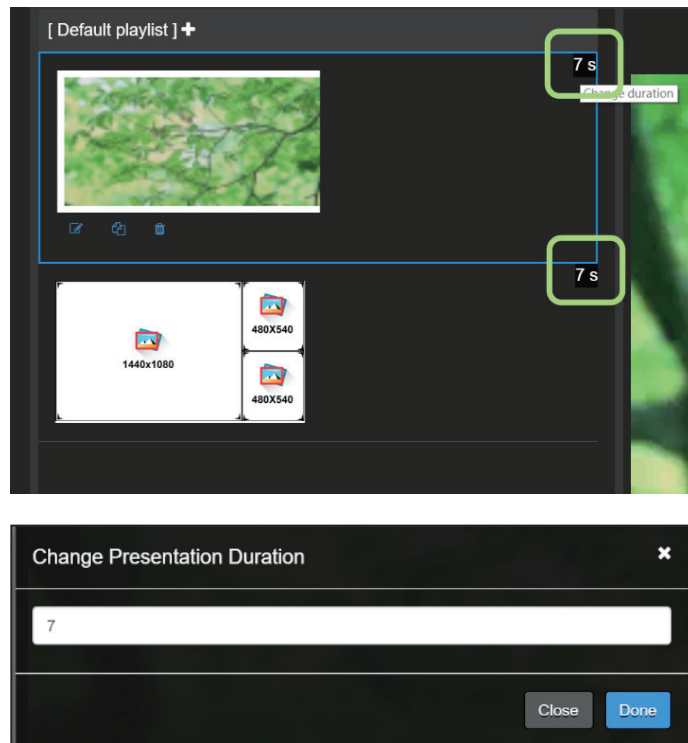 [ Default playlist ] +
7 s
Change duration
7 s
480X540
1440x1080
480X540
Change Presentation Duration
7
Close
Done